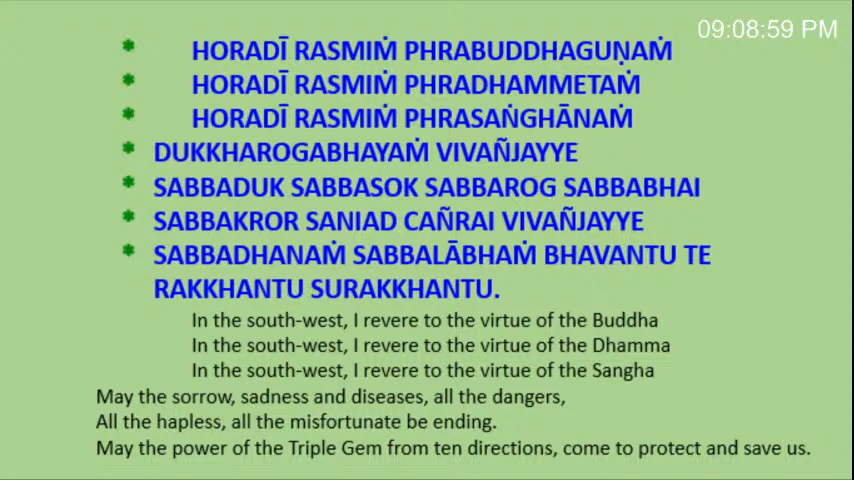 09:08:59 PM
* HORADĪ RASMIṀ PHRABUDDHAGUṆAṀ
* HORADĪ RASMIṀ PHRADHAMMETAṀ
* HORADĪ RASMIṀ PHRASAṄGHĀNAṀ
* DUKKHAROGABHAYAṀ VIVAÑJAYYE
* SABBADUK SABBASOK SABBAROG SABBABHAI
* SABBAKROR SANIAD CAÑRAI VIVAÑJAYYE
* SABBADHANAṀ SABBALĀBHAṀ BHAVANTU TE
RAKKHANTU SURAKKHANTU.
In the south-west, I revere to the virtue of the Buddha
In the south-west, I revere to the virtue of the Dhamma
In the south-west, I revere to the virtue of the Sangha
May the sorrow, sadness and diseases, all the dangers,
All the hapless, all the misfortunate be ending.
May the power of the Triple Gem from ten directions, come to protect and save us.